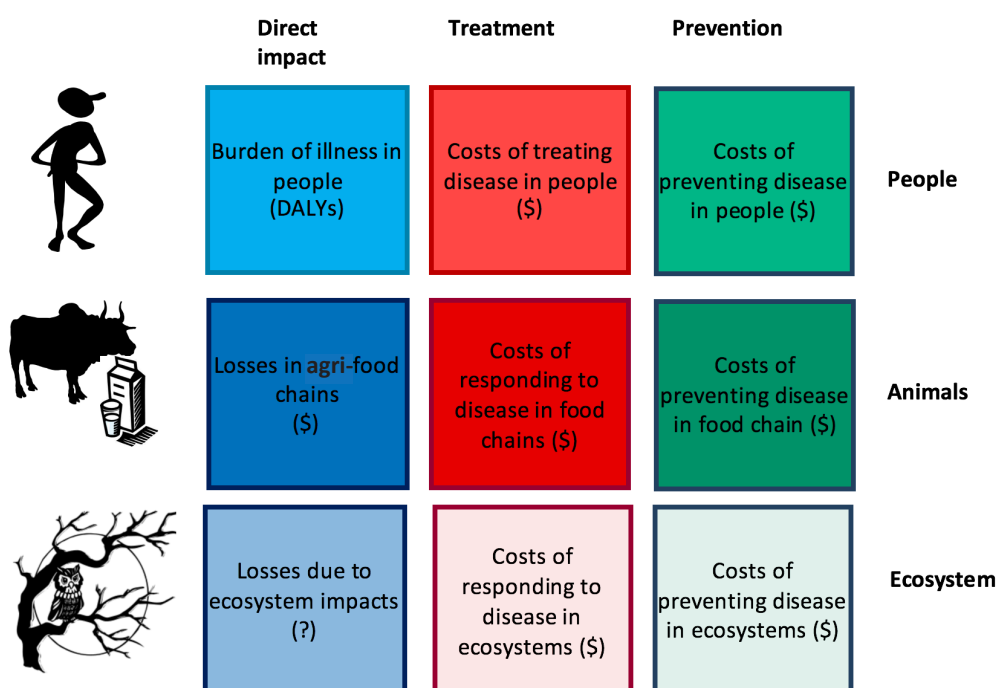 Direct
impact
Treatment
Prevention
Burden of illness in
people
(DALYs)
Costs of treating
disease in people
($)
Costs of
preventing disease
in people ($)
People
Losses in agri-food
chains
($)
Costs of
responding to
disease in food
chains ($)
Costs of
preventing disease
in food chain ($)
Animals
Losses due to
ecosystem impacts
(?)
Costs of
responding to
disease in
ecosystems ($)
Costs of
preventing disease
in ecosystems ($)
Ecosystem